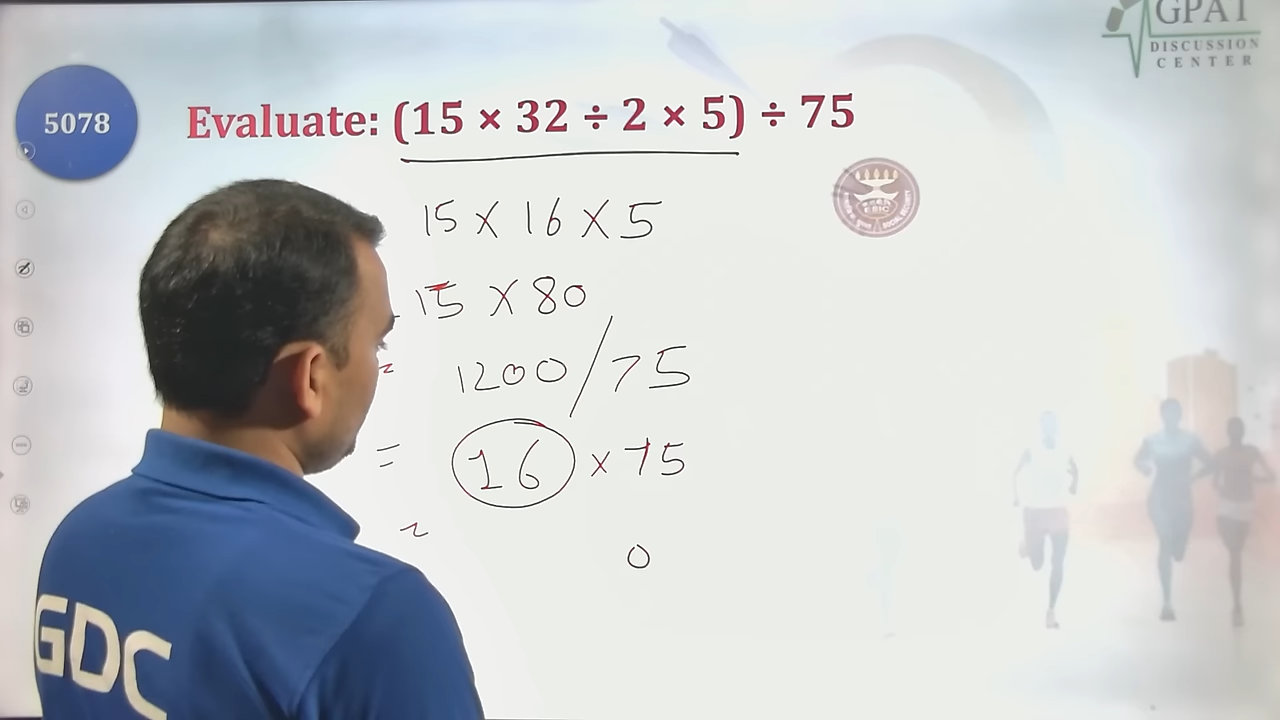 GPAT
DISCUSSION
CENTER
5078
Evaluate: (15 × 32 ÷ 2 × 5) ÷ 75
15 × 16 × 5
15 × 80
1200/75
= 16 × 75
0
GDC
ESIC